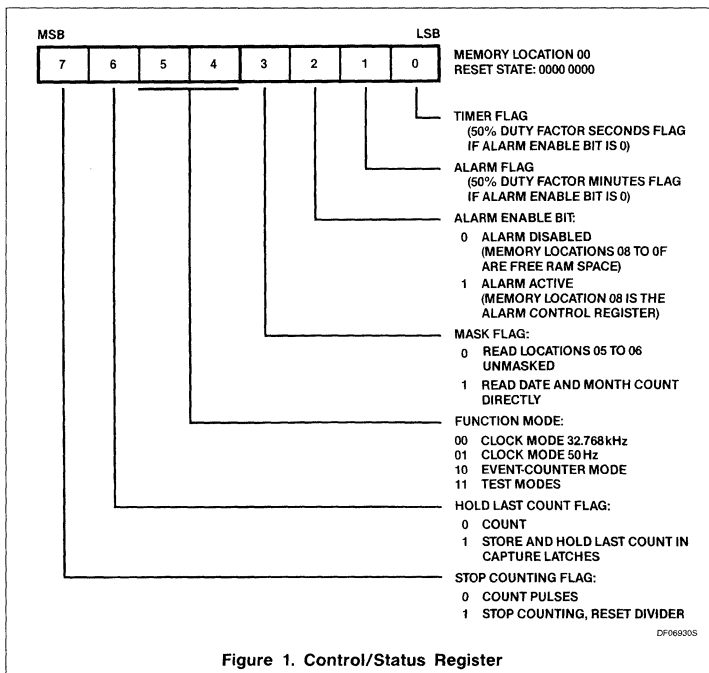 MSB LSB
7 6 5 4 3 2 1 0
MEMORY LOCATION 00
RESET STATE: 0000 0000
TIMER FLAG
(50% DUTY FACTOR SECONDS FLAG
IF ALARM ENABLE BIT IS 0)
ALARM FLAG
(50% DUTY FACTOR MINUTES FLAG
IF ALARM ENABLE BIT IS 0)
ALARM ENABLE BIT:
0 ALARM DISABLED
(MEMORY LOCATIONS 08 TO 0F
ARE FREE RAM SPACE)
1 ALARM ACTIVE
(MEMORY LOCATION 08 IS THE
ALARM CONTROL REGISTER)
MASK FLAG:
0 READ LOCATIONS 05 TO 06
UNMASKED
1 READ DATE AND MONTH COUNT
DIRECTLY
FUNCTION MODE:
00 CLOCK MODE 32.768kHz
01 CLOCK MODE 50Hz
10 EVENT-COUNTER MODE
11 TEST MODES
HOLD LAST COUNT FLAG:
0 COUNT
1 STORE AND HOLD LAST COUNT IN
CAPTURE LATCHES
STOP COUNTING FLAG:
0 COUNT PULSES
1 STOP COUNTING, RESET DIVIDER
DF06930S
Figure 1. Control/Status Register